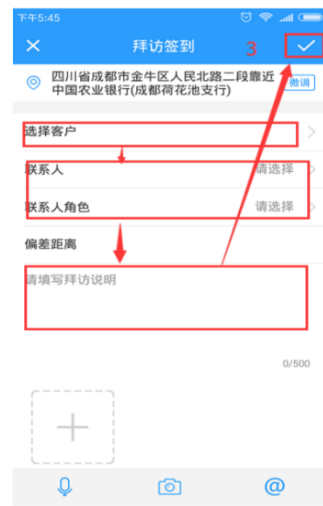 下午5:45
拜访签到
3
四川省成都市金牛区人民北路二段靠近
中国农业银行(成都荷花池支行)
微调
选择客户
联系人
请选择
联系人角色
请选择
偏差距离
请填写拜访说明
0/500
@